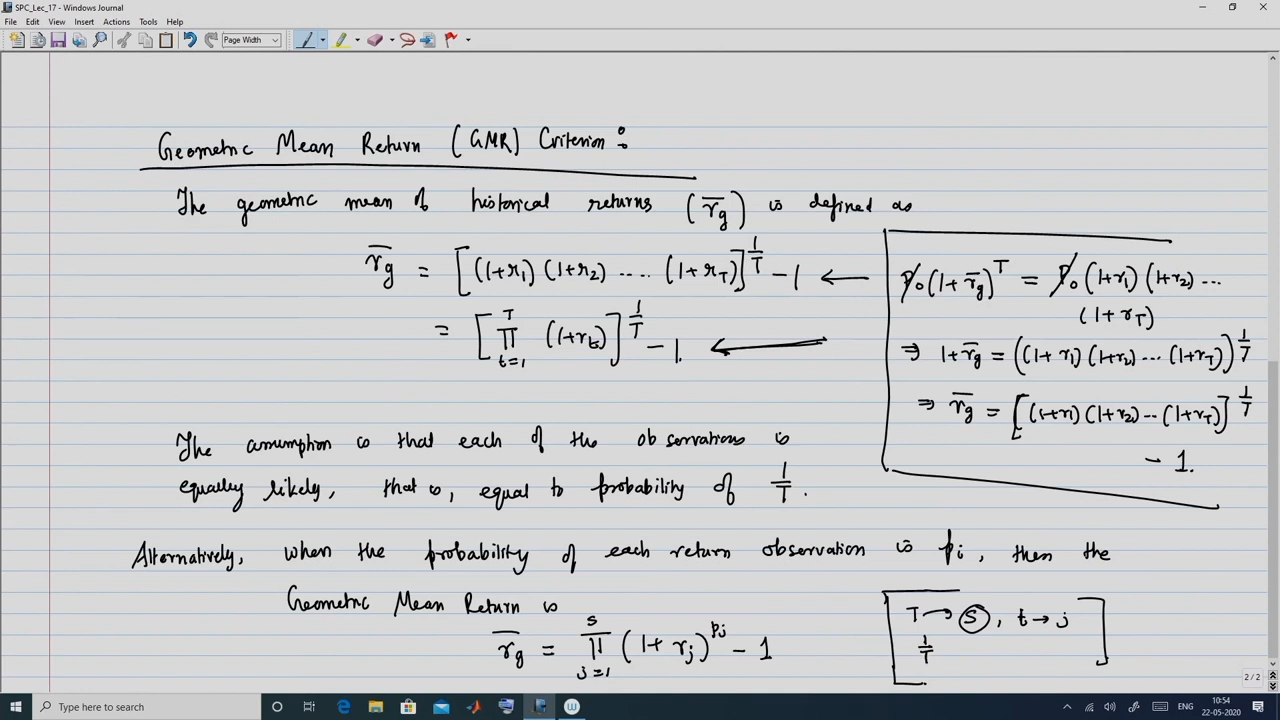 SPC_Lec_17 - Windows Journal
File Edit View Insert Actions Tools Help
Page Width
Geometric Mean Return (GMR) Criterion :
The geometric mean of historical returns (r̄g) is defined as
r̄g = [(1+r1) (1+r2) .... (1+rT)]^{1/T} - 1 ←
= [∏_{t=1}^{T} (1+rt)]^{1/T} - 1. ←
P0 (1+r̄g)^T = P0 (1+r1) (1+r2) ...
(1+rT)
⇒ 1+r̄g = ((1+r1) (1+r2) ... (1+rT))^{1/T}
⇒ r̄g = [(1+r1) (1+r2) ... (1+rT)]^{1/T}
- 1.
The assumption is that each of the observations is
equally likely, that is, equal to probability of 1/T.
Alternatively, when the probability of each return observation is pi, then the
Geometric Mean Return is
r̄g = ∏_{j=1}^{S} (1+rj)^{pj} - 1
T → S, t → j
1/T
2/2
Type here to search
ENG
10:54
22-05-2020